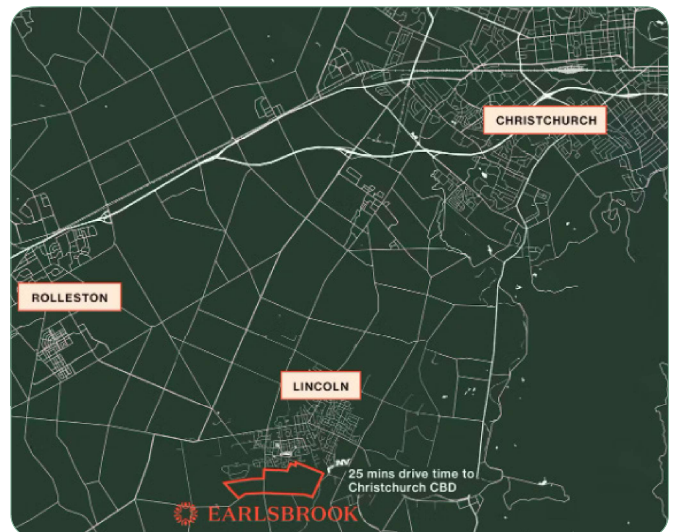 CHRISTCHURCH
ROLLESTON
LINCOLN
25 mins drive time to
Christchurch CBD
EARLSBROOK